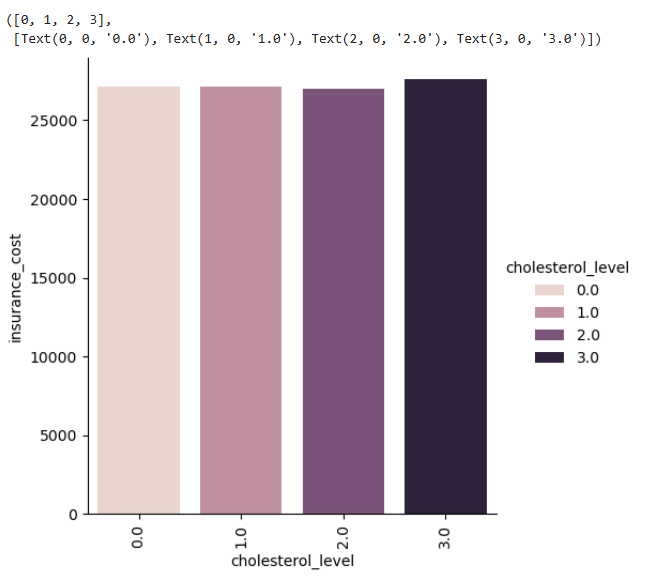 ([0, 1, 2, 3],
[Text(0, 0, '0.0'), Text(1, 0, '1.0'), Text(2, 0, '2.0'), Text(3, 0, '3.0')])
25000
20000
15000
10000
5000
0
insurance_cost
0.0
1.0
2.0
3.0
cholesterol_level
cholesterol_level
0.0
1.0
2.0
3.0